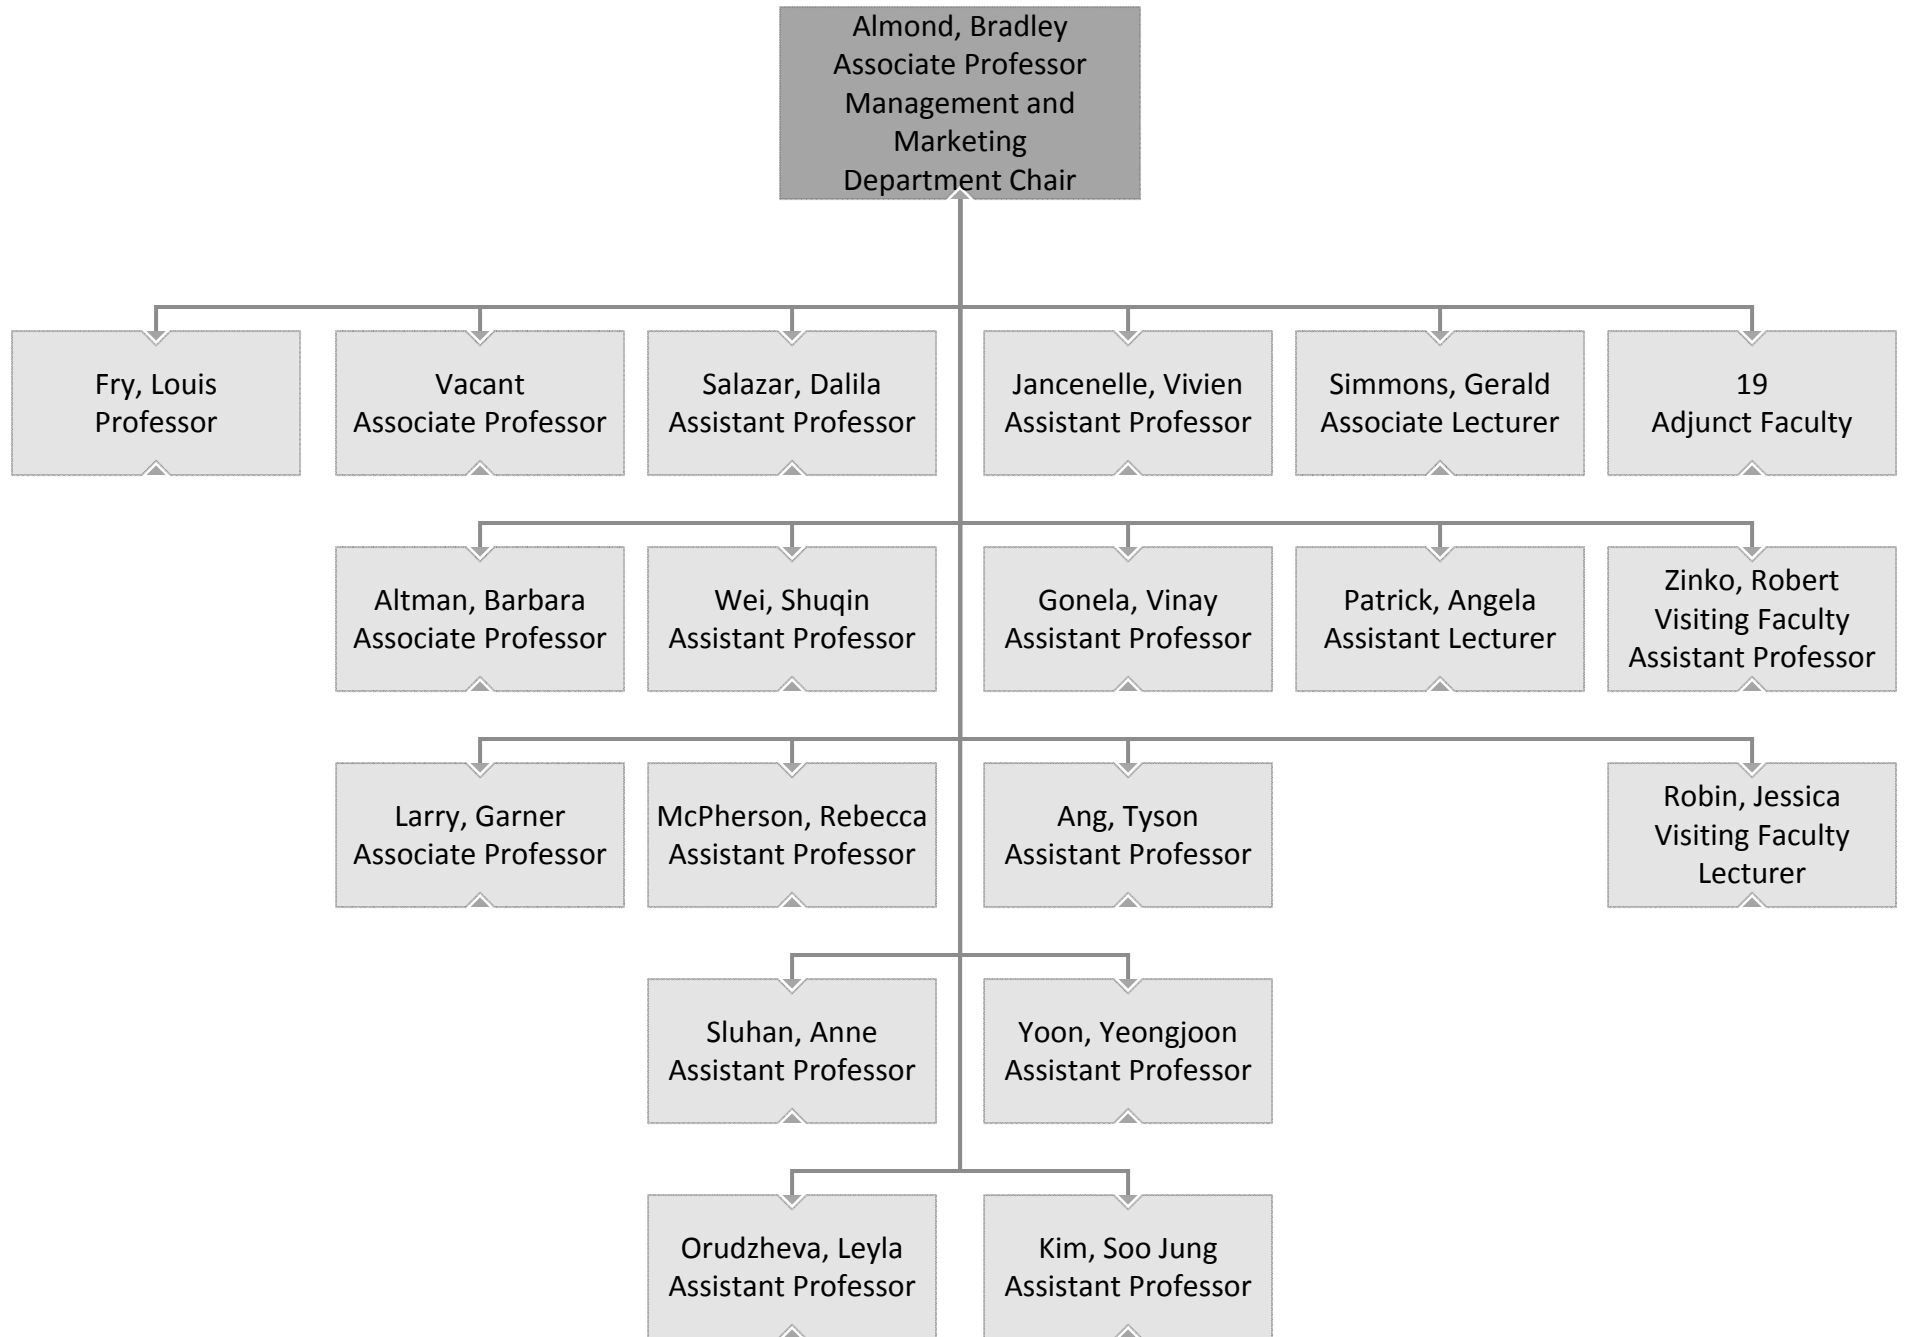 Almond, Bradley
Associate Professor
Management and
Marketing
Department Chair
Fry, Louis
Professor
Vacant
Associate Professor
Salazar, Dalila
Assistant Professor
Jancenelle, Vivien
Assistant Professor
Simmons, Gerald
Associate Lecturer
19
Adjunct Faculty
Altman, Barbara
Associate Professor
Wei, Shuqin
Assistant Professor
Gonela, Vinay
Assistant Professor
Patrick, Angela
Assistant Lecturer
Zinko, Robert
Visiting Faculty
Assistant Professor
Larry, Garner
Associate Professor
McPherson, Rebecca
Assistant Professor
Ang, Tyson
Assistant Professor
Robin, Jessica
Visiting Faculty
Lecturer
Sluhan, Anne
Assistant Professor
Yoon, Yeongjoon
Assistant Professor
Orudzheva, Leyla
Assistant Professor
Kim, Soo Jung
Assistant Professor